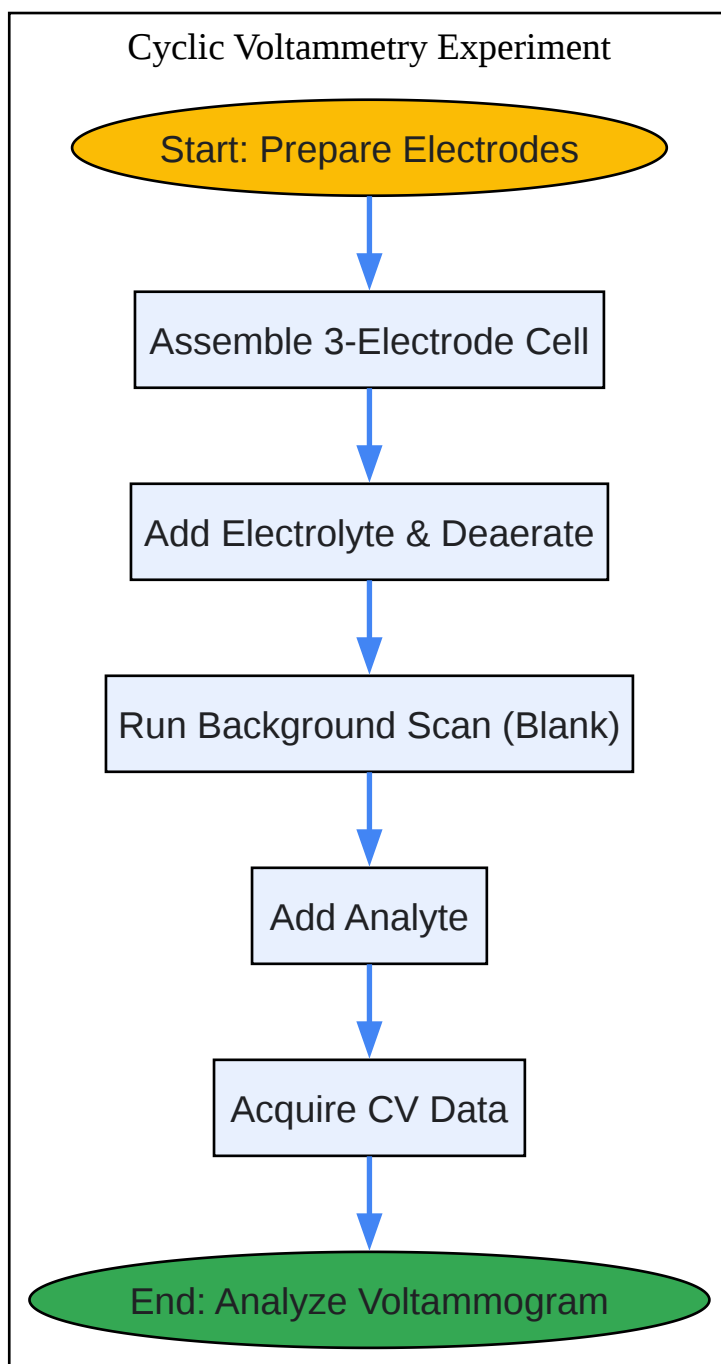 Cyclic Voltammetry Experiment
Start: Prepare Electrodes
Assemble 3-Electrode Cell
Add Electrolyte & Deaerate
Run Background Scan (Blank)
Add Analyte
Acquire CV Data
End: Analyze Voltammogram